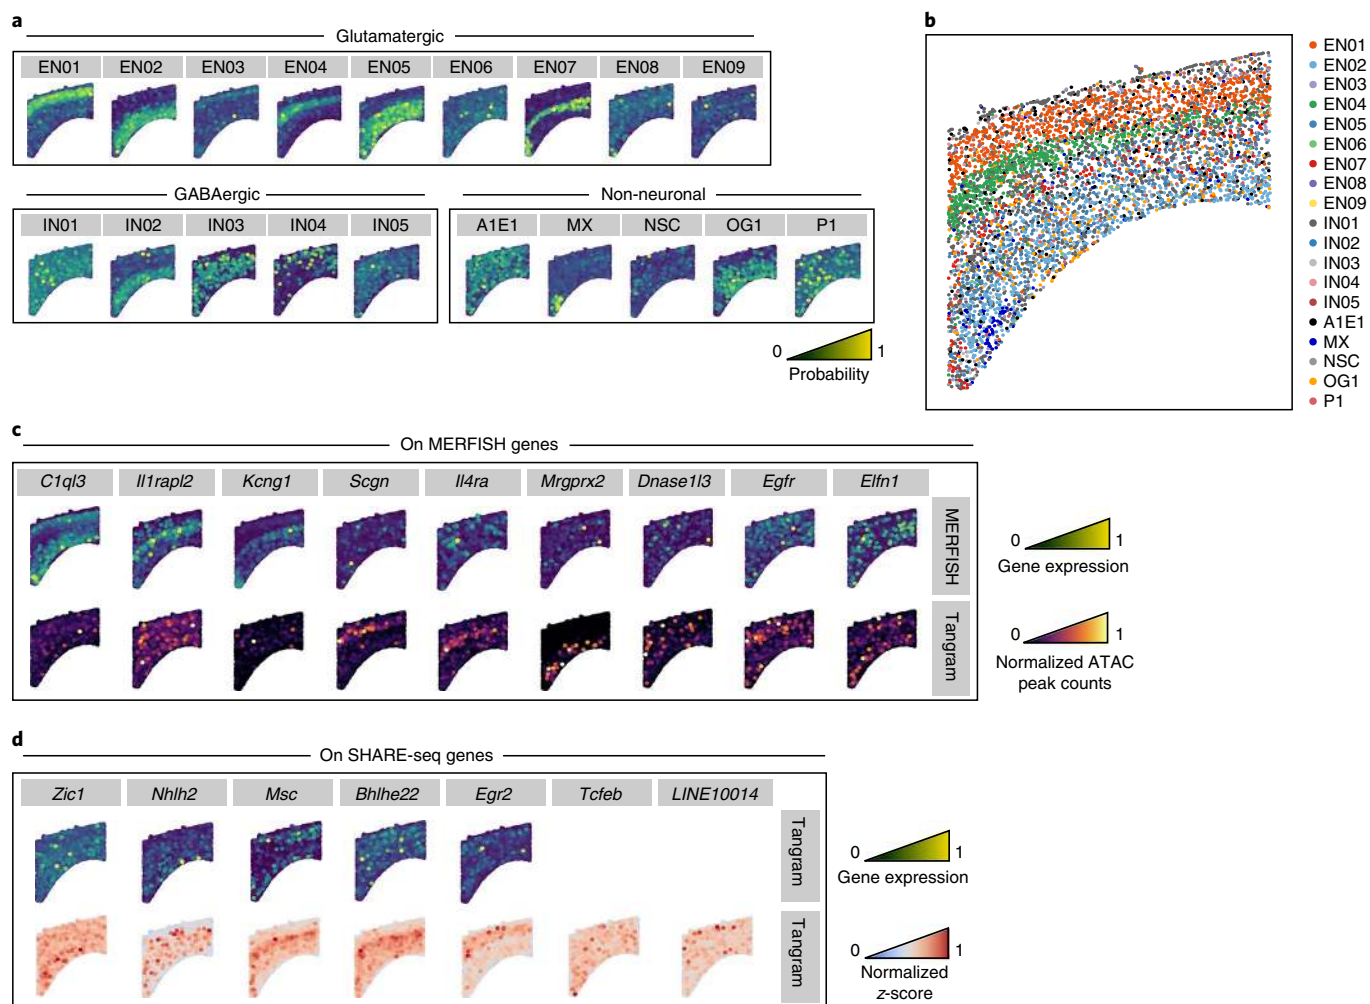 a
Glutamatergic
EN01 EN02 EN03 EN04 EN05 EN06 EN07 EN08 EN09
GABAergic
IN01 IN02 IN03 IN04 IN05
Non-neuronal
A1E1 MX NSC OG1 P1
0 1
Probability
b
EN01
EN02
EN03
EN04
EN05
EN06
EN07
EN08
EN09
IN01
IN02
IN03
IN04
IN05
A1E1
MX
NSC
OG1
P1
c
On MERFISH genes
C1ql3 Il1rapl2 Kcng1 Scgn Il4ra Mrgprx2 Dnase1l3 Egfr Elfn1
MERFISH
Tangram
0 1
Gene expression
0 1
Normalized ATAC
peak counts
d
On SHARE-seq genes
Zic1 Nhlh2 Msc Bhlhe22 Egr2 Tcfeb LINE10014
Tangram
Tangram
0 1
Gene expression
0 1
Normalized
z-score